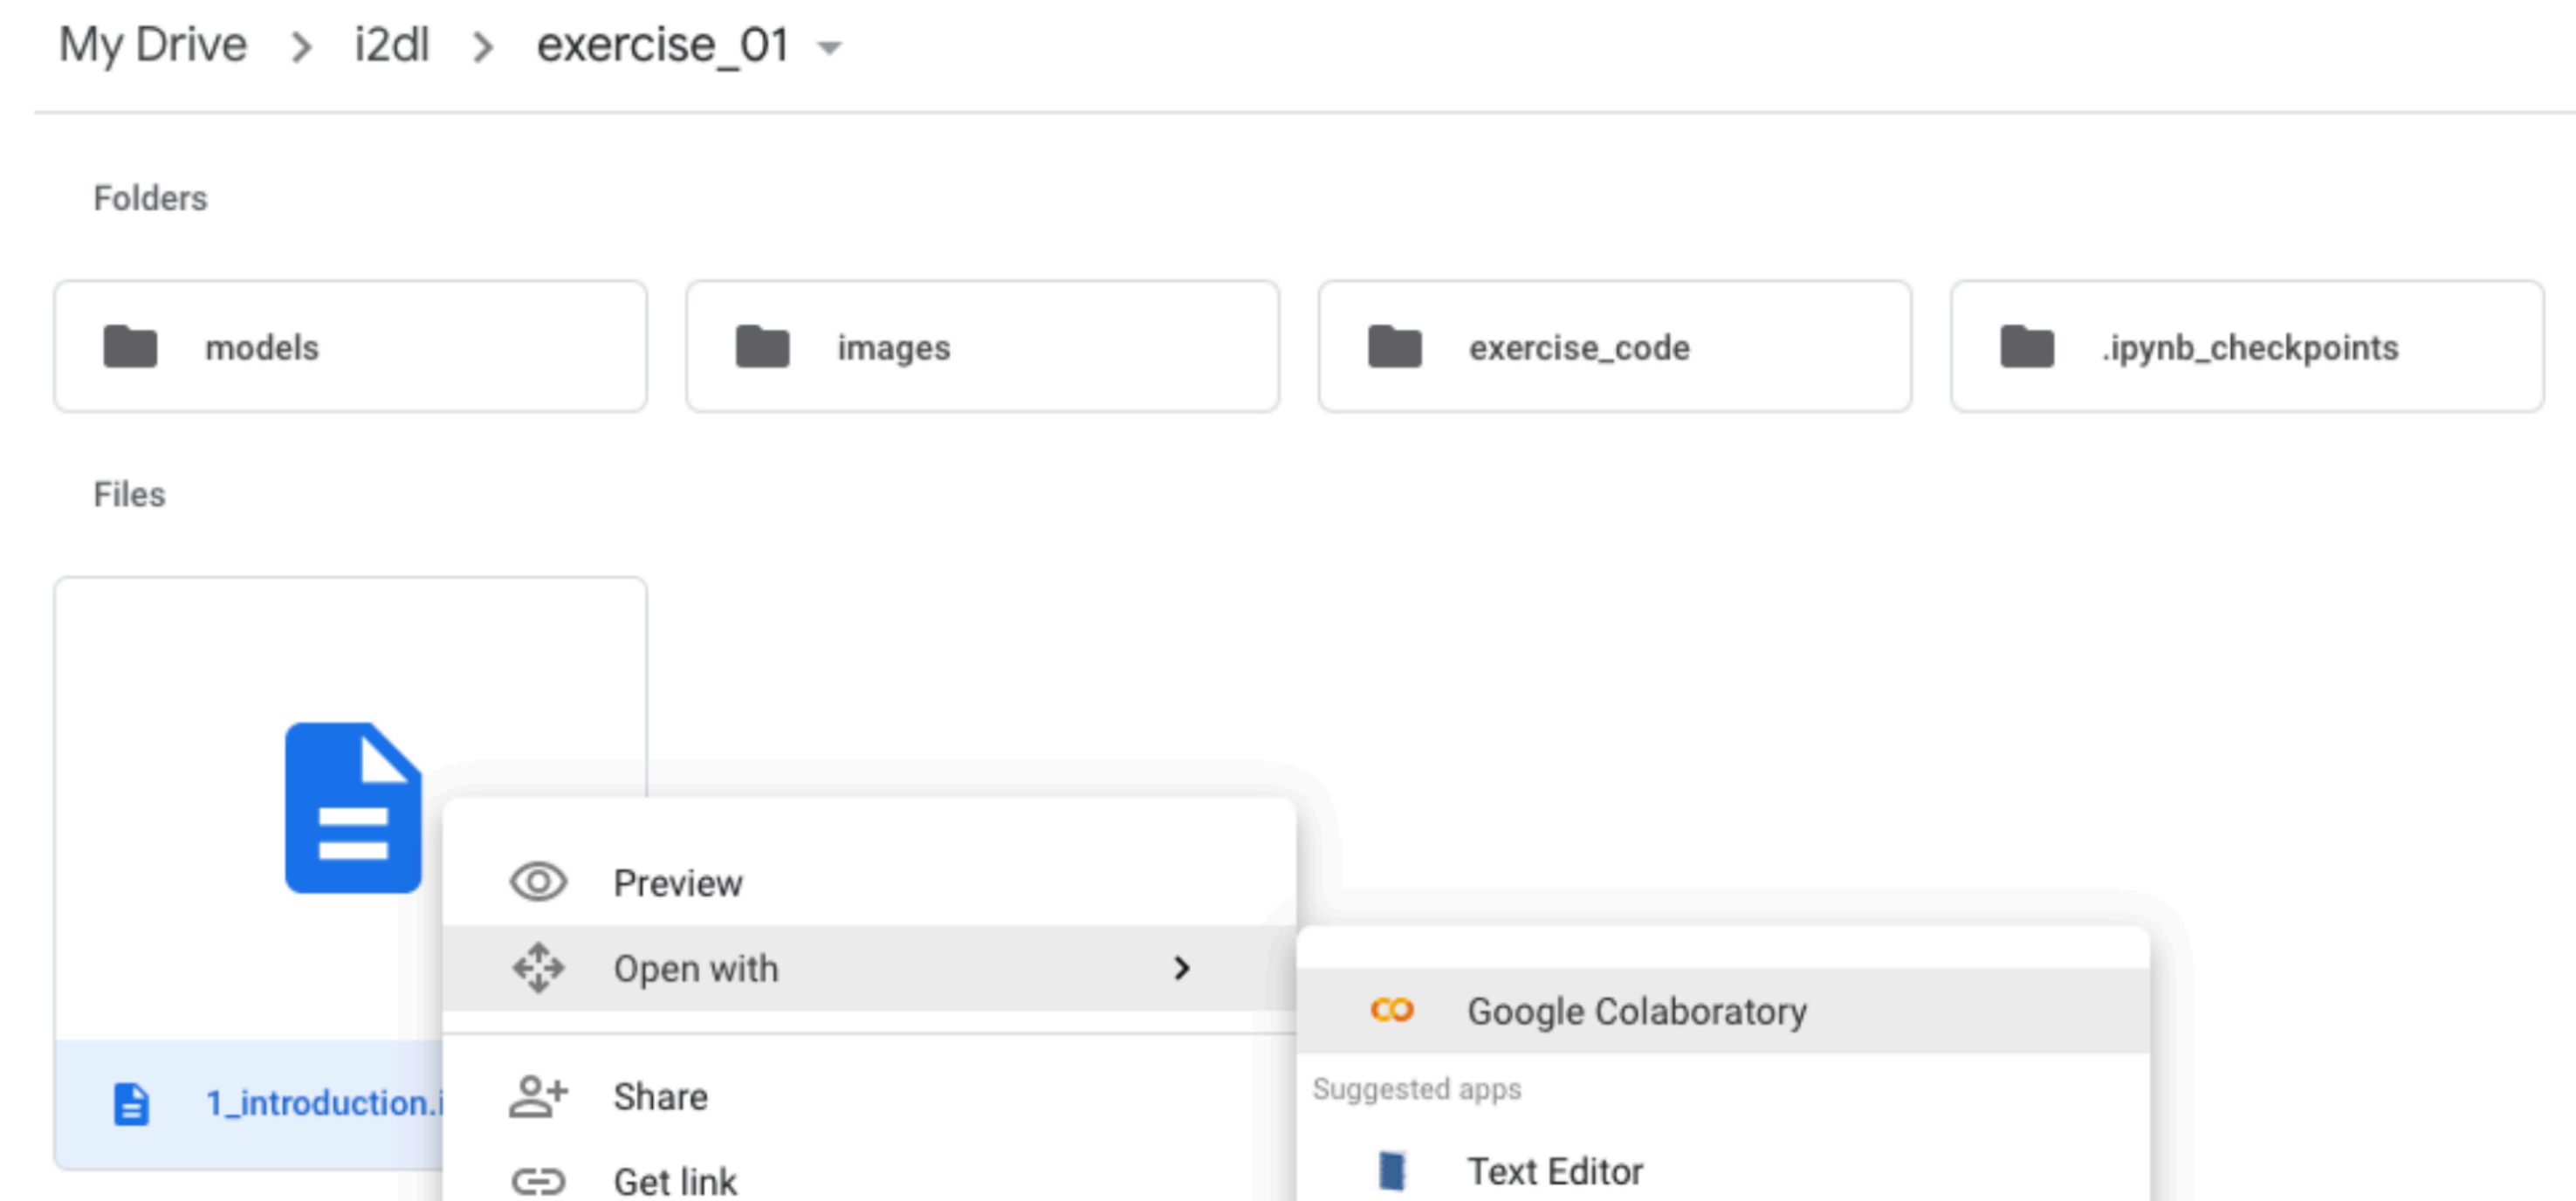 My Drive > i2dl > exercise_01
Folders
models images exercise_code .ipynb_checkpoints
Files
Preview
Open with
Google Colaboratory
Suggested apps
1_introduction.i
Share
Text Editor
Get link